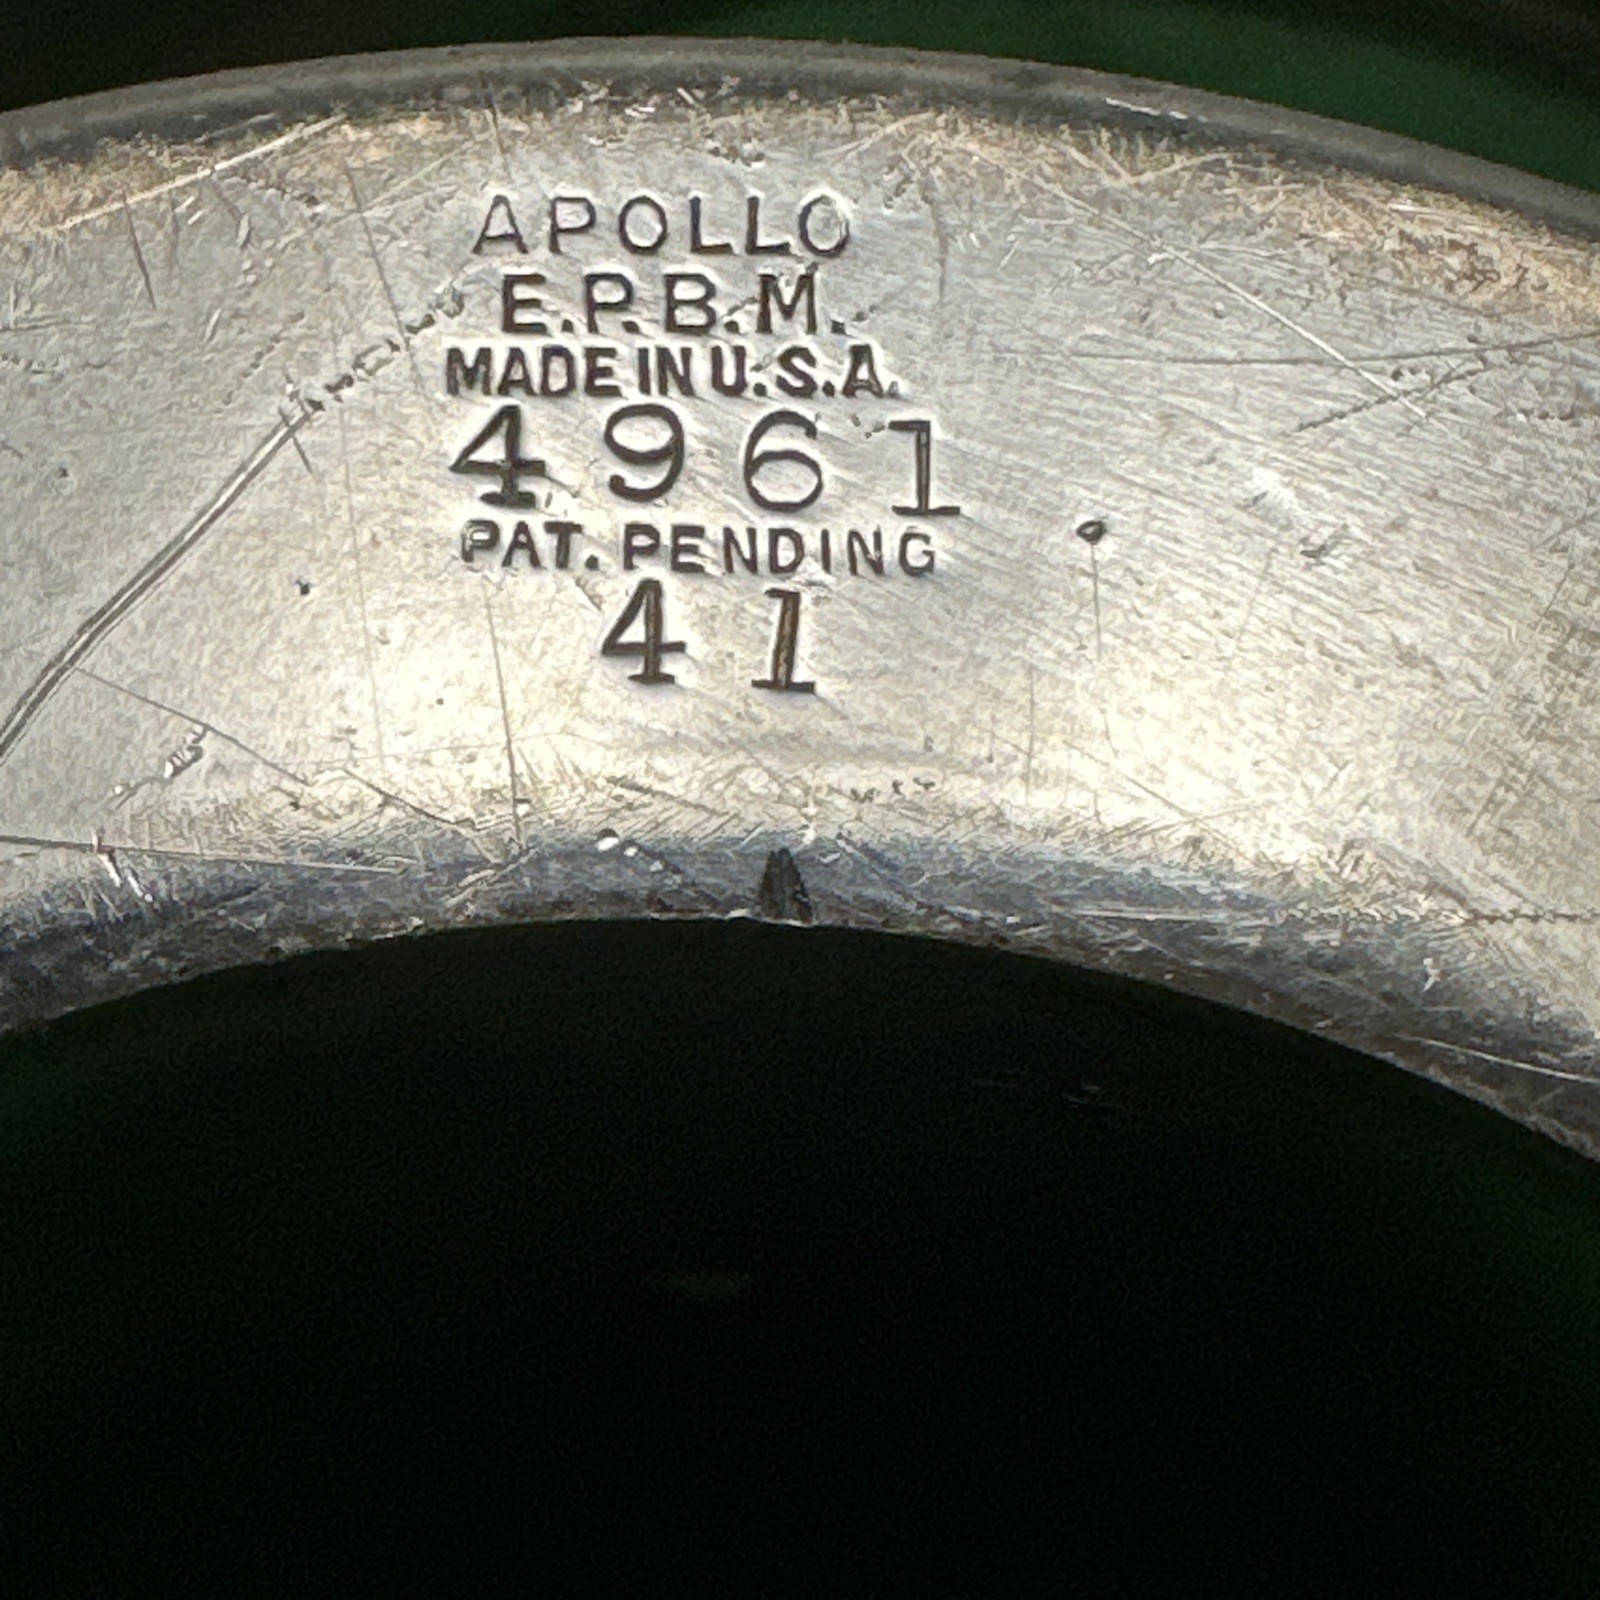 APOLLO
E.P.B.M.
MADE IN U.S.A.
4961
PAT. PENDING
41